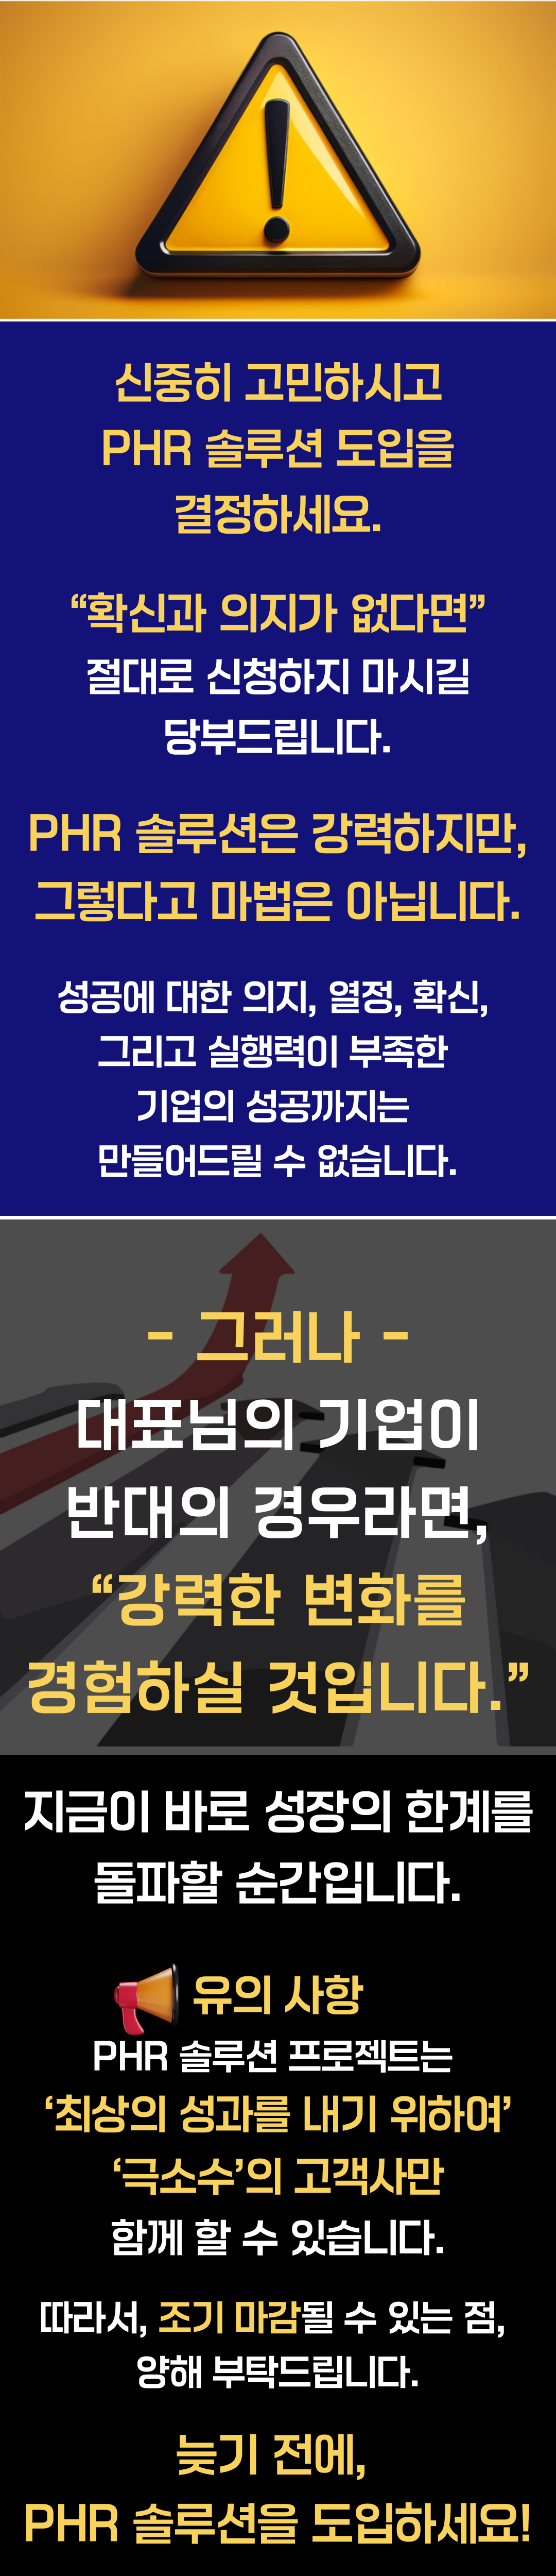 신중히 고민하시고
PHR 솔루션 도입을
결정하세요.
“확신과 의지가 없다면”
절대로 신청하지 마시길
당부드립니다.
PHR 솔루션은 강력하지만,
그렇다고 마법은 아닙니다.
성공에 대한 의지, 열정, 확신,
그리고 실행력이 부족한
기업의 성공까지는
만들어드릴 수 없습니다.
- 그러나 -
대표님의 기업이
반대의 경우라면,
“강력한 변화를
경험하실 것입니다.”
지금이 바로 성장의 한계를
돌파할 순간입니다.
유의 사항
PHR 솔루션 프로젝트는
‘최상의 성과를 내기 위하여’
‘극소수’의 고객사만
함께 할 수 있습니다.
따라서, 조기 마감될 수 있는 점,
양해 부탁드립니다.
늦기 전에,
PHR 솔루션을 도입하세요!